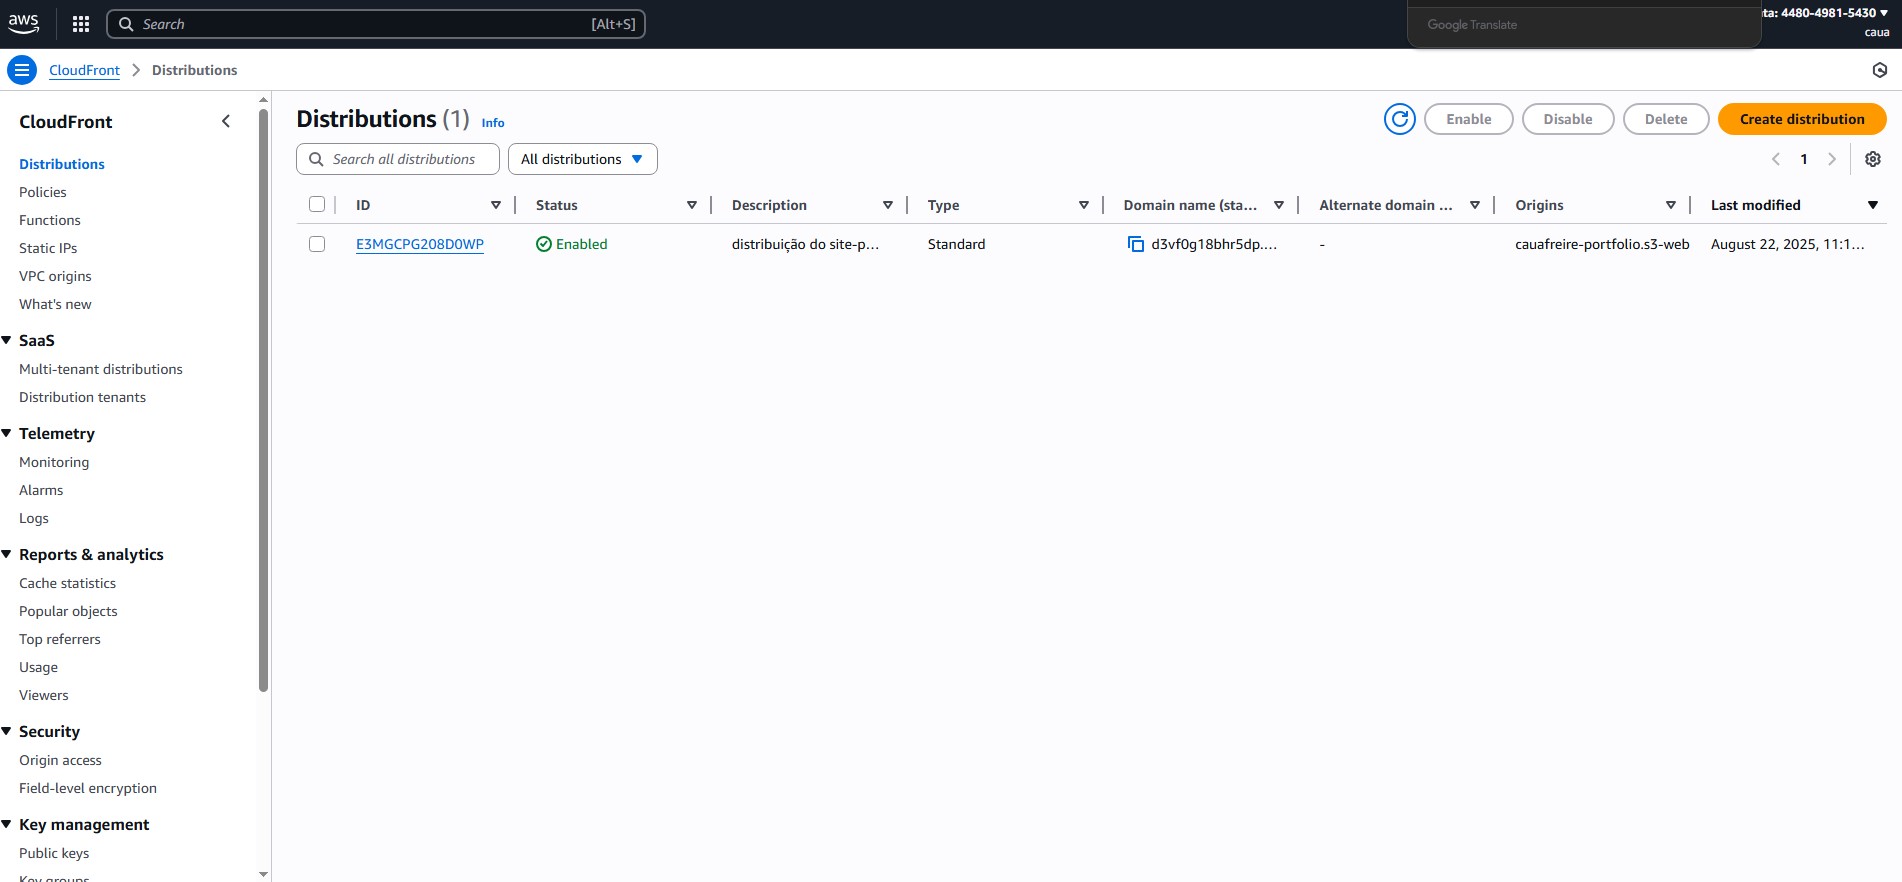 aws
Search [Alt+S]
Google Translate
ta: 4480-4981-5430
caua
CloudFront Distributions
CloudFront
Distributions
Policies
Functions
Static IPs
VPC origins
What's new
SaaS
Multi-tenant distributions
Distribution tenants
Telemetry
Monitoring
Alarms
Logs
Reports & analytics
Cache statistics
Popular objects
Top referrers
Usage
Viewers
Security
Origin access
Field-level encryption
Key management
Public keys
Key groups
Distributions (1) Info
Enable Disable Delete Create distribution
Search all distributions All distributions 1
ID Status Description Type Domain name (sta... Alternate domain ... Origins Last modified
E3MGCPG208D0WP Enabled distribuição do site-p... Standard d3vf0g18bhr5dp.... - cauafreire-portfolio.s3-web August 22, 2025, 11:1...